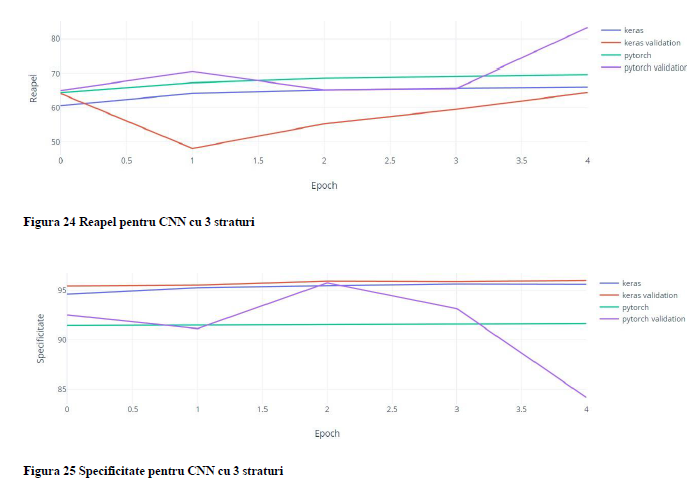 80
70
60
50
Reapel
0 0.5 1 1.5 2 2.5 3 3.5 4
Epoch
keras
keras validation
pytorch
pytorch validation
Figura 24 Reapel pentru CNN cu 3 straturi
95
90
85
Specificitate
0 0.5 1 1.5 2 2.5 3 3.5 4
Epoch
keras
keras validation
pytorch
pytorch validation
Figura 25 Specificitate pentru CNN cu 3 straturi